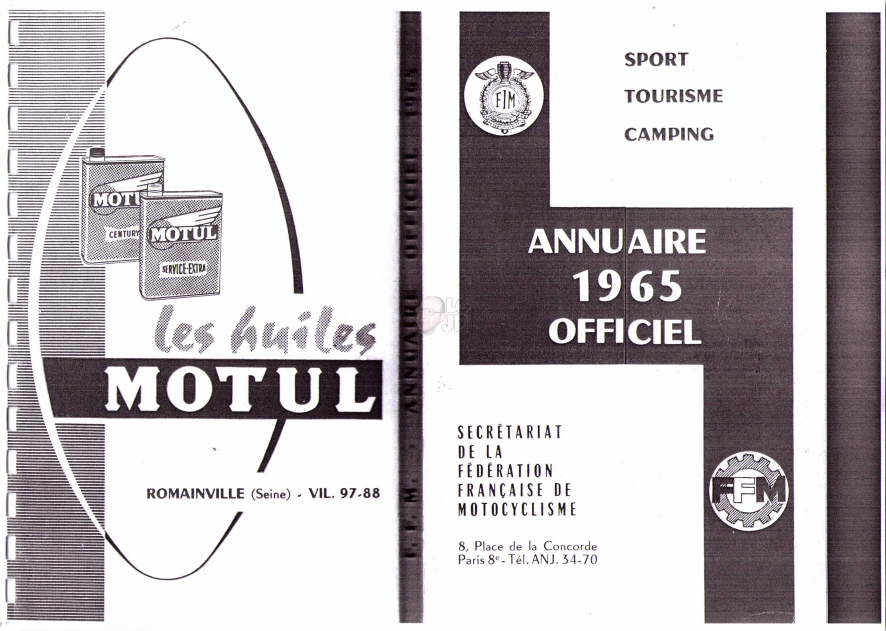 MOTUL
CENTURY
MOTUL
SERVICE-EXTRA
les huiles
MOTUL
ROMAINVILLE (Seine) - VIL. 97-88
F. F. M. - ANNUAIRE OFFICIEL 1965
FIM
SPORT
TOURISME
CAMPING
ANNUAIRE
1965
OFFICIEL
SECRÉTARIAT
DE LA
FÉDÉRATION
FRANÇAISE DE
MOTOCYCLISME
FFM
8, Place de la Concorde
Paris 8e - Tél. ANJ. 34-70